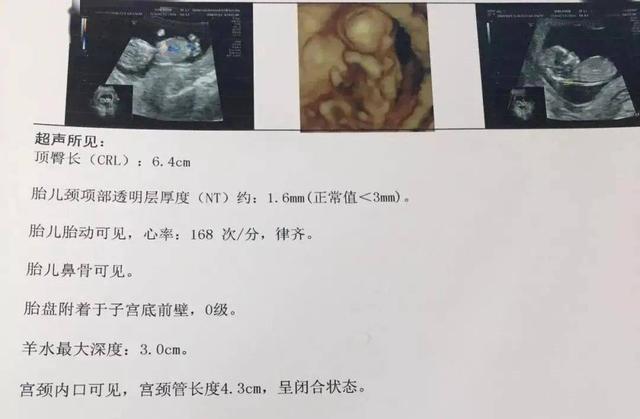 超声所见：
顶臀长（CRL）：6.4cm
胎儿颈项部透明层厚度（NT）约：1.6mm(正常值＜3mm)。
胎儿胎动可见，心率：168 次/分，律齐。
胎儿鼻骨可见。
胎盘附着于子宫底前壁，0级。
羊水最大深度：3.0cm。
宫颈内口可见，宫颈管长度4.3cm，呈闭合状态。